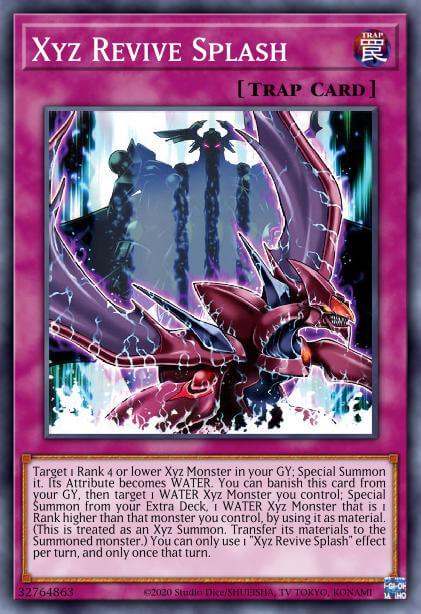 Xyz Revive Splash
TRAP
罠
[Trap Card]
Target 1 Rank 4 or lower Xyz Monster in your GY; Special Summon
it. Its Attribute becomes WATER. You can banish this card from
your GY, then target 1 WATER Xyz Monster you control; Special
Summon from your Extra Deck, 1 WATER Xyz Monster that is 1
Rank higher than that monster you control, by using it as material.
(This is treated as an Xyz Summon. Transfer its materials to the
Summoned monster.) You can only use 1 "Xyz Revive Splash" effect
per turn, and only once that turn.
32764863
©2020 Studio Dice/SHUEISHA, TV TOKYO, KONAMI